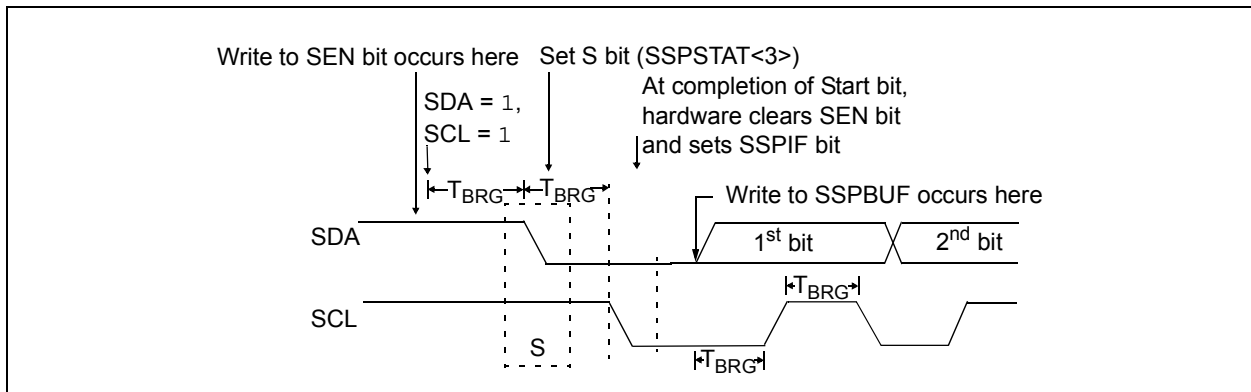 Write to SEN bit occurs here
Set S bit (SSPSTAT<3>)
SDA = 1,
SCL = 1
At completion of Start bit,
hardware clears SEN bit
and sets SSPIF bit
TBRG
TBRG
Write to SSPBUF occurs here
SDA
1st bit
2nd bit
TBRG
SCL
S
TBRG